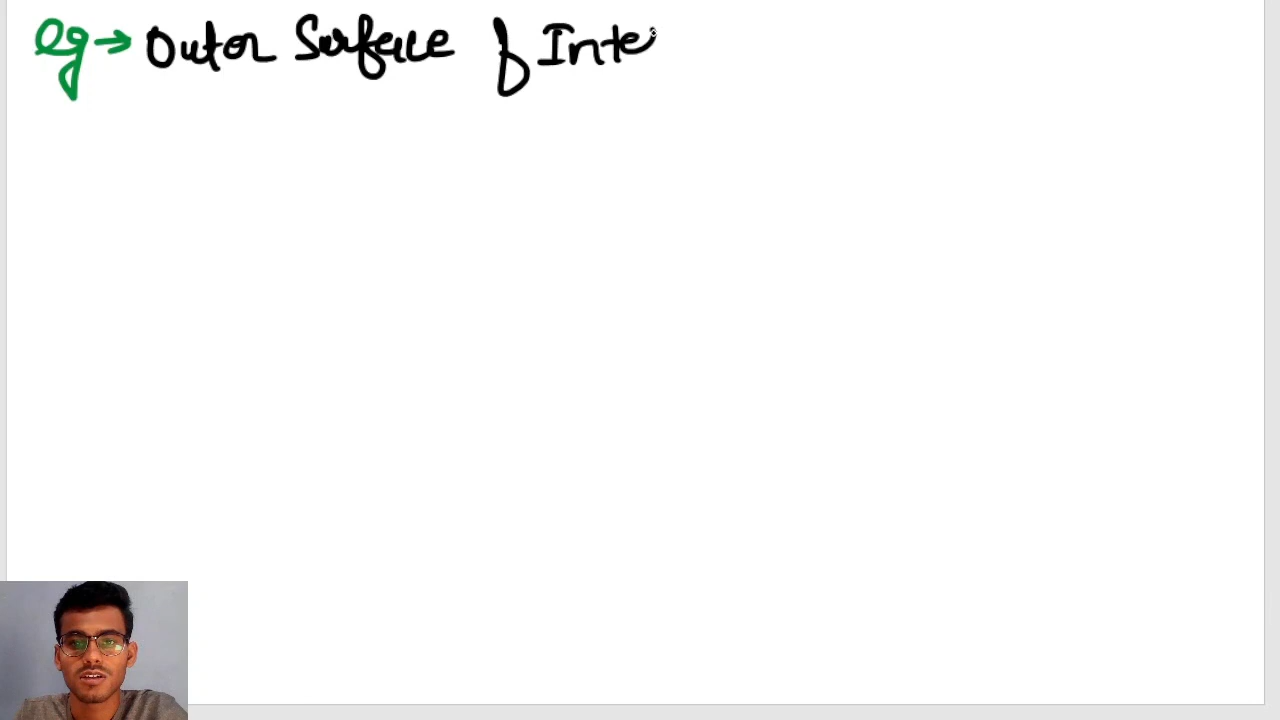 eg → Outer Surface of Inte